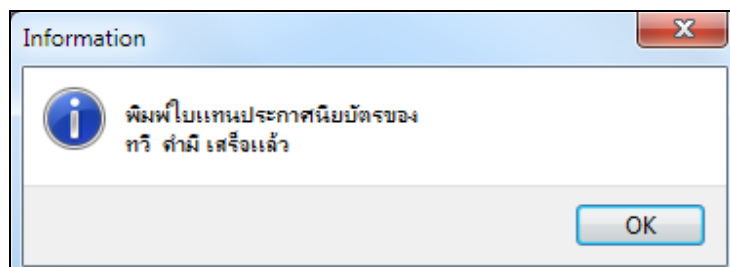 Information
X
พิมพ์ใบแทนประกาศนียบัตรของ
ทวี คำมี เสร็จแล้ว
OK